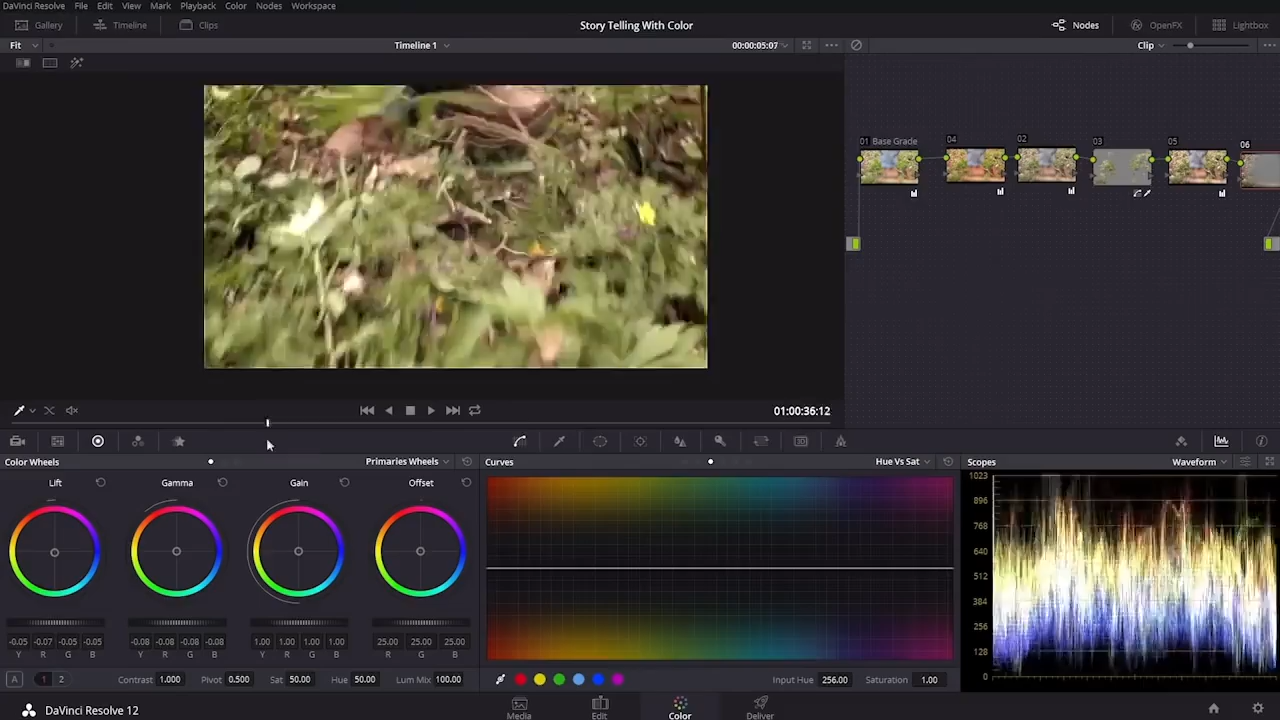 DaVinci Resolve File Edit View Mark Playback Clips Color Nodes Workspace
Gallery Timeline Clips Story Telling With Color Nodes OpenFX Lightbox
Fit Timeline 1 00:00:05:07 Clip
01 Base Grade 04 02 03 05 06
01:00:36:12
Color Wheels Primaries Wheels Curves Hue Vs Sat Scopes Waveform
Lift Gamma Gain Offset
1023
896
768
640
512
384
256
128
0
-0.05 -0.07 -0.05 -0.05 -0.08 -0.08 -0.08 -0.08 1.00 1.00 1.00 1.00 25.00 25.00 25.00
Y R G B Y R G B Y R G B R G B
A 1 2 Contrast 1.000 Pivot 0.500 Sat 50.00 Hue 50.00 Lum Mix 100.00 Input Hue 256.00 Saturation 1.00
DaVinci Resolve 12 Media Edit Color Deliver